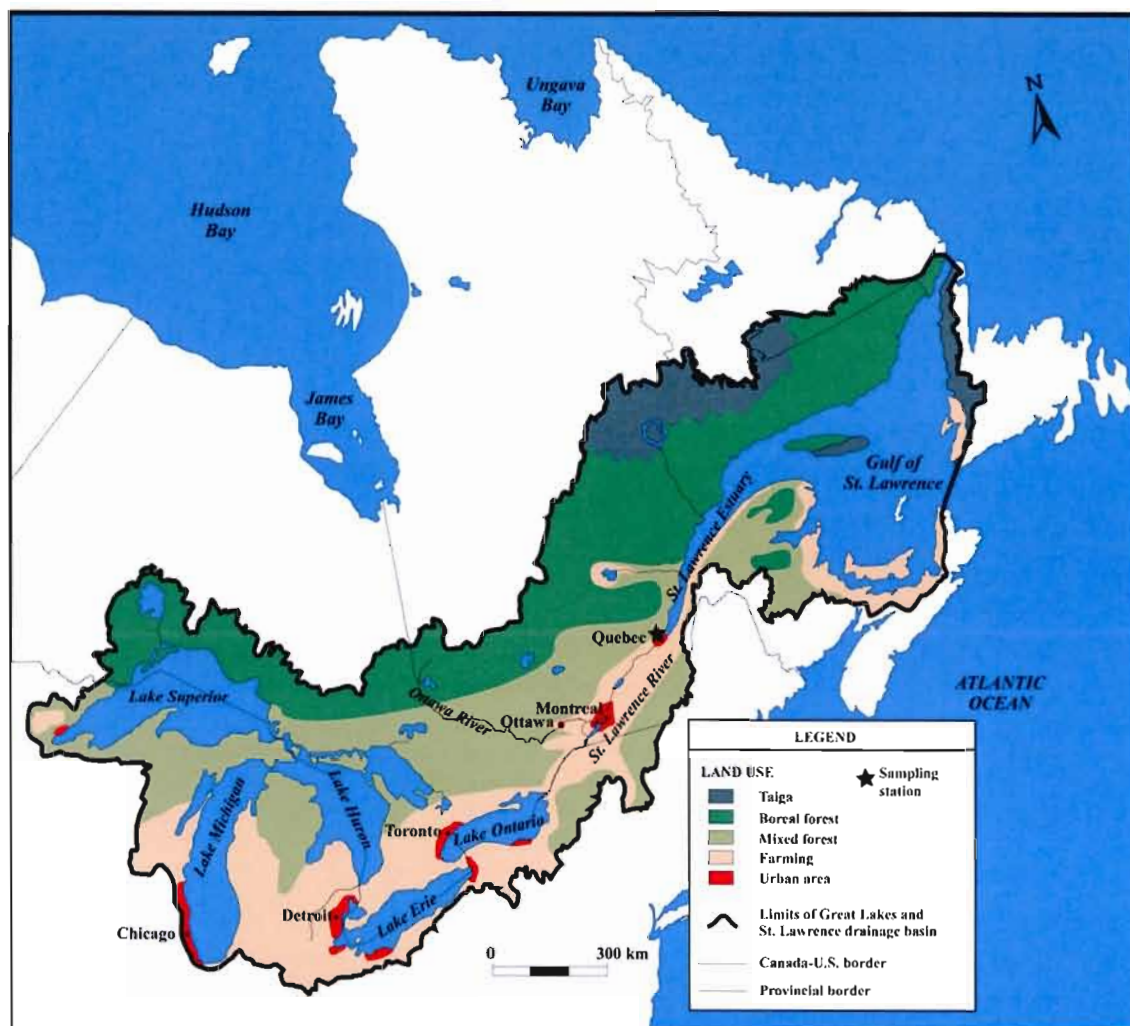 Ungava
Bay
N
Hudson
Bay
James
Bay
Gulf of
St. Lawrence
St. Lawrence Estuary
Quebec
Lake Superior
Ottawa River
Montreal
Ottawa
St. Lawrence River
ATLANTIC
OCEAN
Lake Michigan
Lake Huron
Toronto
Lake Ontario
Detroit
Lake Erie
Chicago
0 300 km
LEGEND
LAND USE
Sampling
station
Taiga
Boreal forest
Mixed forest
Farming
Urban area
Limits of Great Lakes and
St. Lawrence drainage basin
Canada-U.S. border
Provincial border